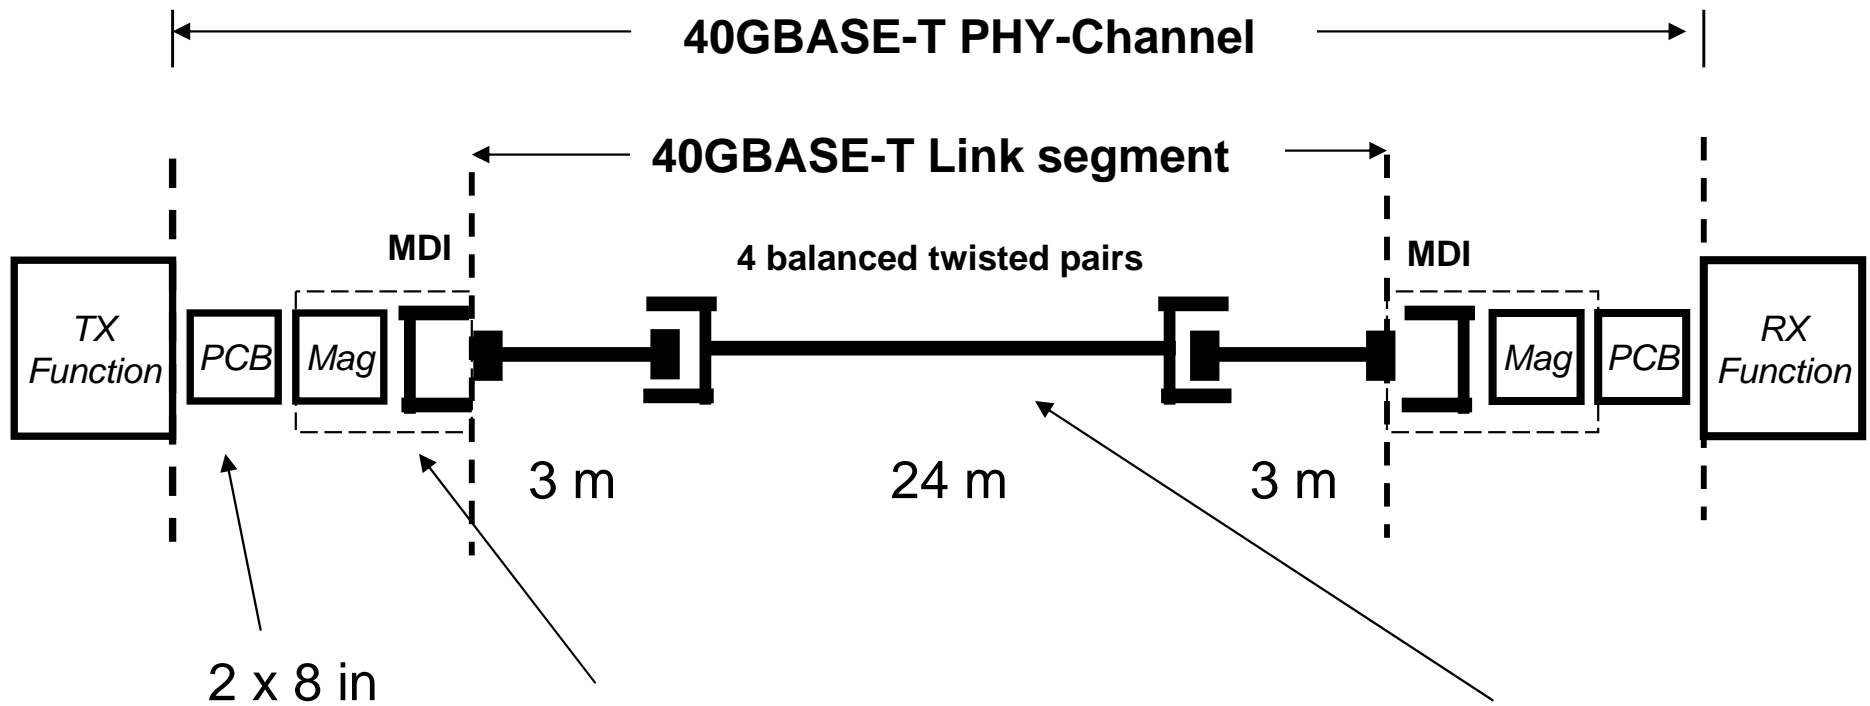 40GBASE-T PHY-Channel
40GBASE-T Link segment
MDI
4 balanced twisted pairs
MDI
TX
Function
PCB
Mag
Mag
PCB
RX
Function
3 m
24 m
3 m
2 x 8 in